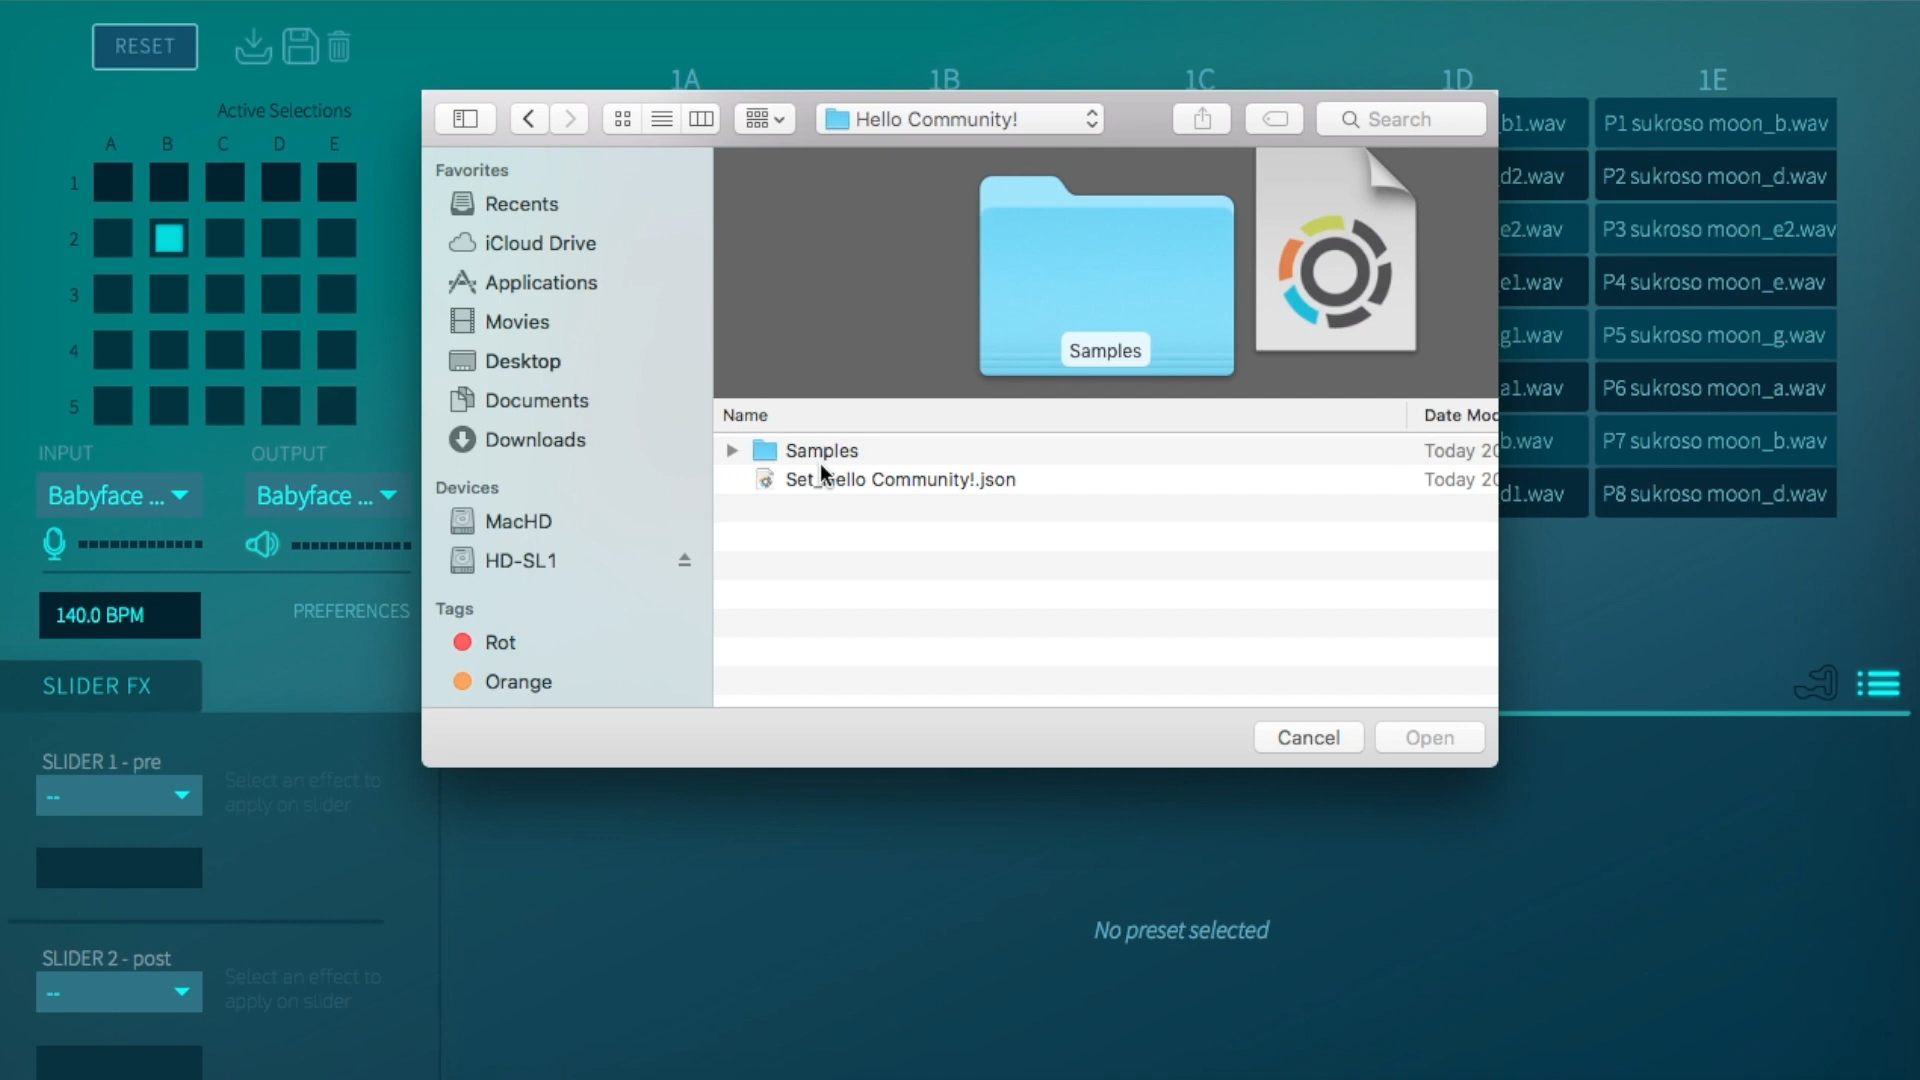 RESET
1A 1B 1C 1D 1E
Active Selections
A B C D E
1
2
3
4
5
INPUT OUTPUT
Babyface ... Babyface ...
140.0 BPM PREFERENCES
SLIDER FX
SLIDER 1 - pre
-- Select an effect to
apply on slider
SLIDER 2 - post
-- Select an effect to
apply on slider
Hello Community!
Search
Favorites
Recents
iCloud Drive
Applications
Movies
Desktop
Documents
Downloads
Devices
MacHD
HD-SL1
Tags
Rot
Orange
Samples
Name Date Mod
Samples Today 20
Set_ ello Community!.json Today 20
Cancel Open
b1.wav P1 sukroso moon_b.wav
d2.wav P2 sukroso moon_d.wav
e2.wav P3 sukroso moon_e2.wav
e1.wav P4 sukroso moon_e.wav
g1.wav P5 sukroso moon_g.wav
a1.wav P6 sukroso moon_a.wav
b.wav P7 sukroso moon_b.wav
d1.wav P8 sukroso moon_d.wav
No preset selected